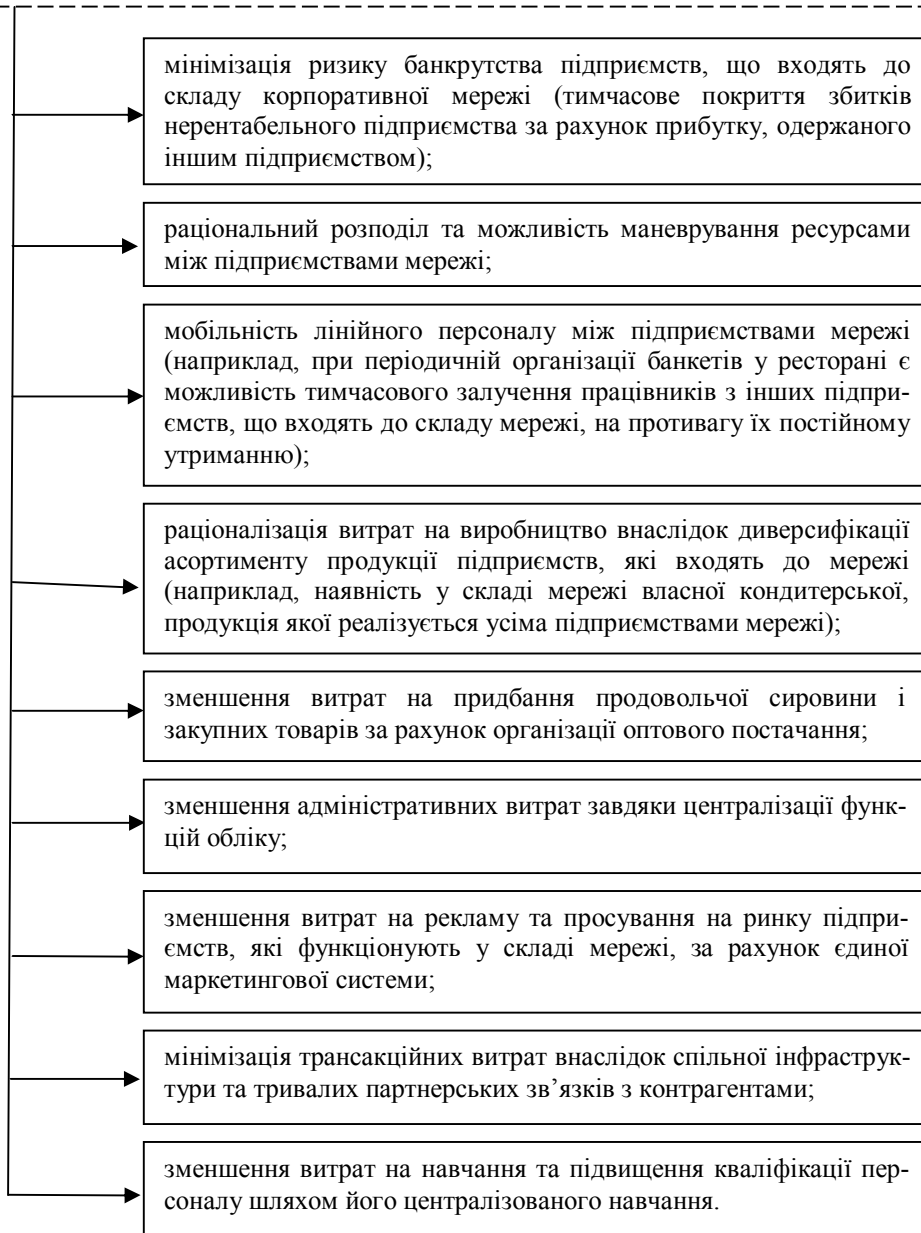 мінімізація ризику банкрутства підприємств, що входять до
складу корпоративної мережі (тимчасове покриття збитків
нерентабельного підприємства за рахунок прибутку, одержаного
іншим підприємством);
раціональний розподіл та можливість маневрування ресурсами
між підприємствами мережі;
мобільність лінійного персоналу між підприємствами мережі
(наприклад, при періодичній організації банкетів у ресторані є
можливість тимчасового залучення працівників з інших підпри-
ємств, що входять до складу мережі, на противагу їх постійному
утриманню);
раціоналізація витрат на виробництво внаслідок диверсифікації
асортименту продукції підприємств, які входять до мережі
(наприклад, наявність у складі мережі власної кондитерської,
продукція якої реалізується усіма підприємствами мережі);
зменшення витрат на придбання продовольчої сировини і
закупних товарів за рахунок організації оптового постачання;
зменшення адміністративних витрат завдяки централізації функ-
цій обліку;
зменшення витрат на рекламу та просування на ринку підпри-
ємств, які функціонують у складі мережі, за рахунок єдиної
маркетингової системи;
мінімізація трансакційних витрат внаслідок спільної інфраструк-
тури та тривалих партнерських зв’язків з контрагентами;
зменшення витрат на навчання та підвищення кваліфікації пер-
соналу шляхом його централізованого навчання.